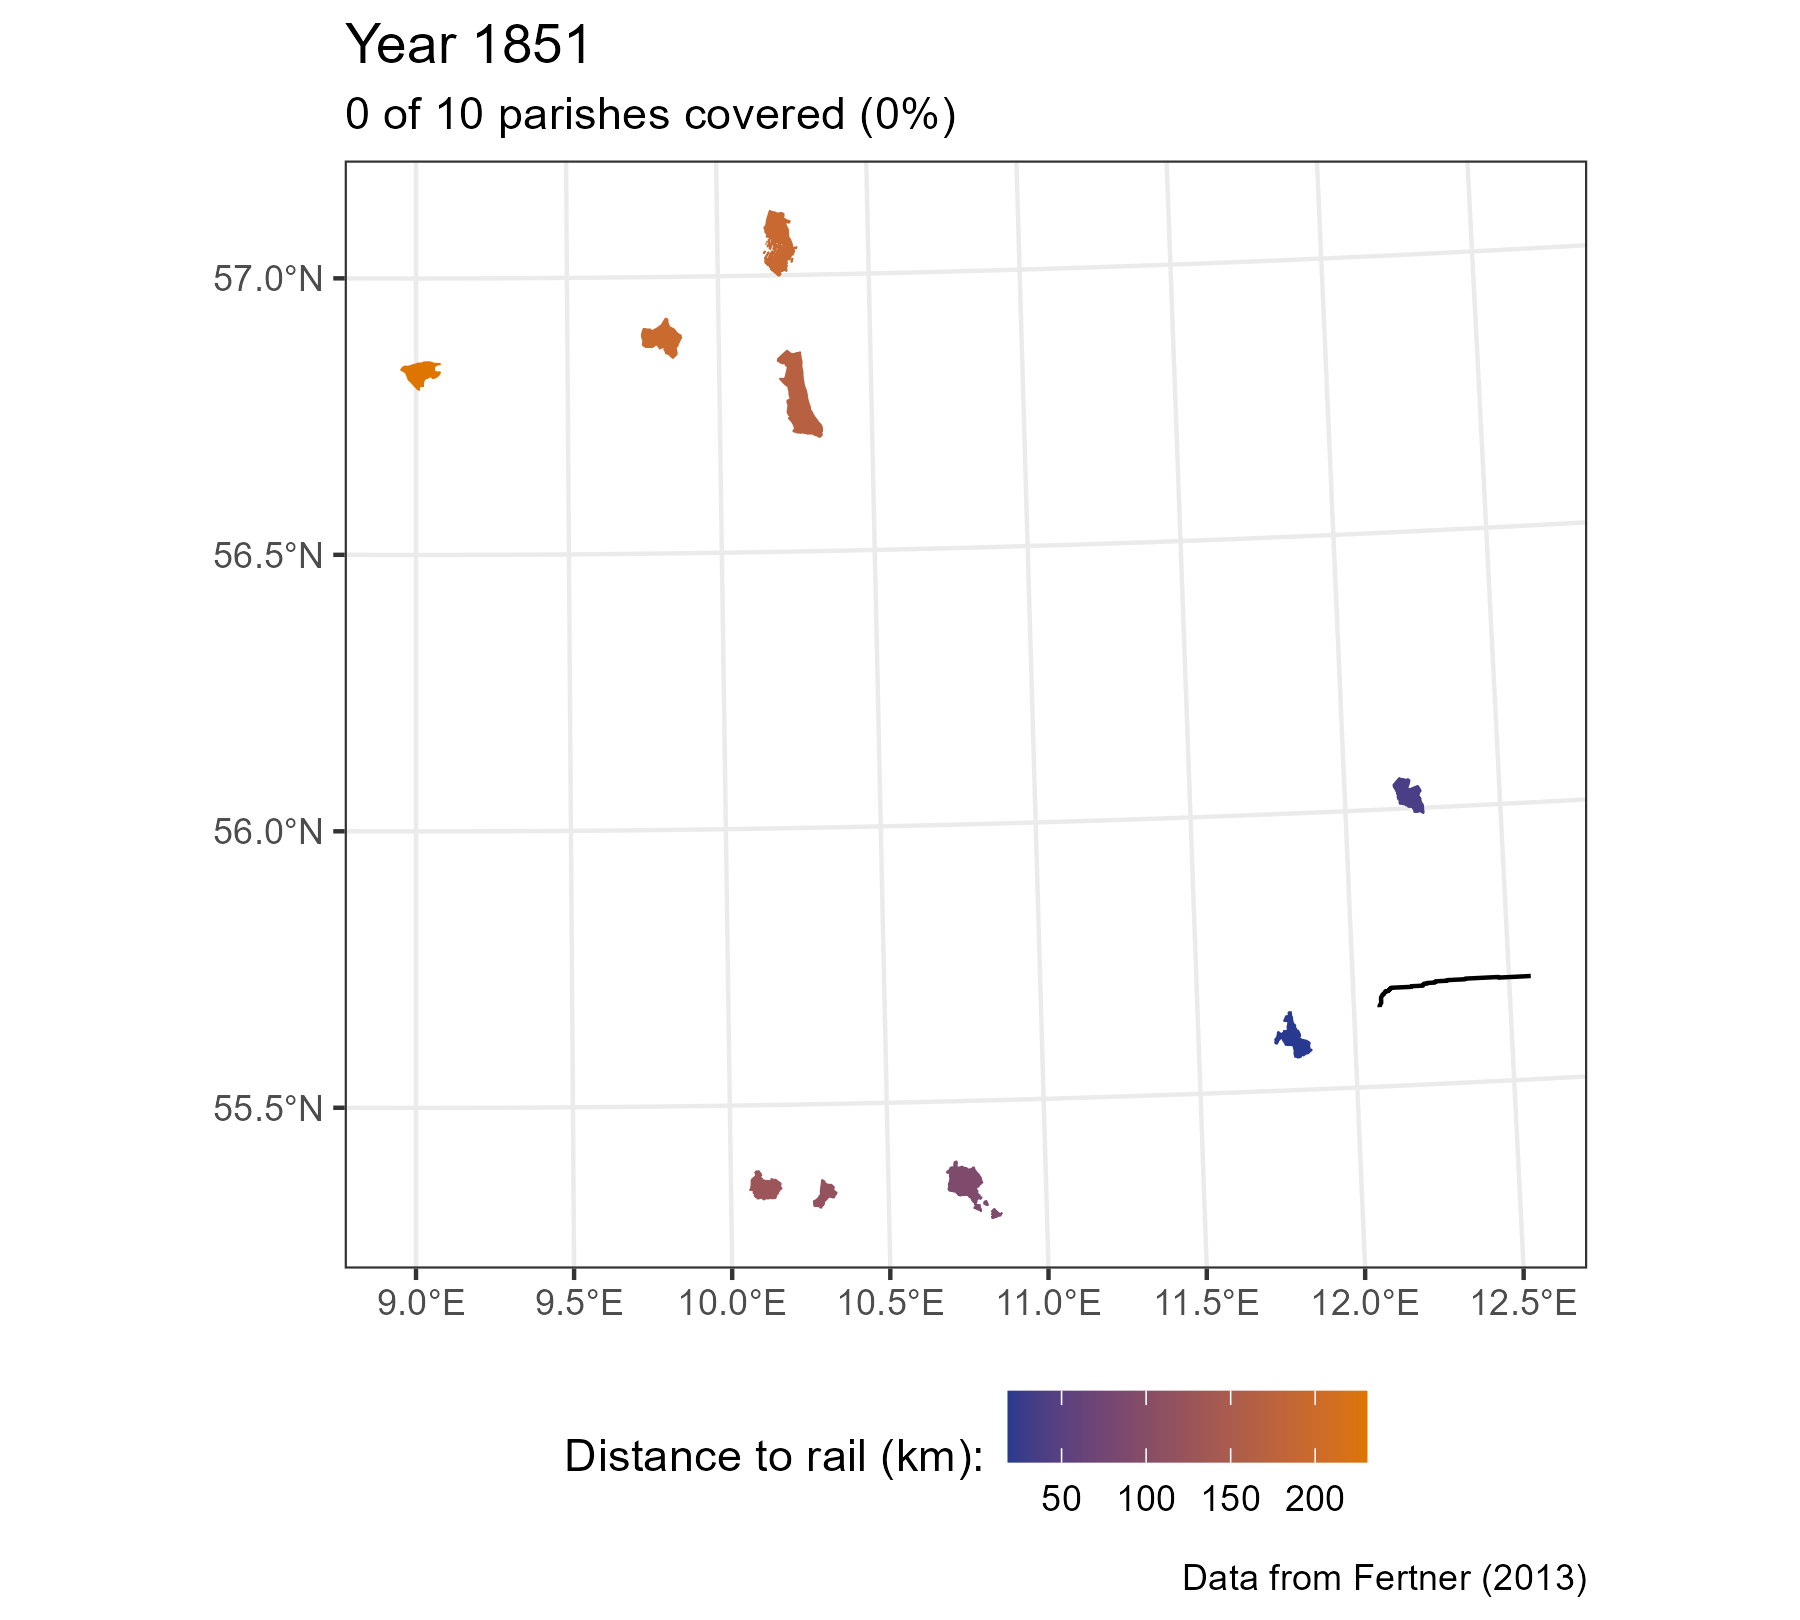 Year 1851
0 of 10 parishes covered (0%)
57.0°N
56.5°N
56.0°N
55.5°N
9.0°E 9.5°E 10.0°E 10.5°E 11.0°E 11.5°E 12.0°E 12.5°E
Distance to rail (km):
50 100 150 200
Data from Fertner (2013)